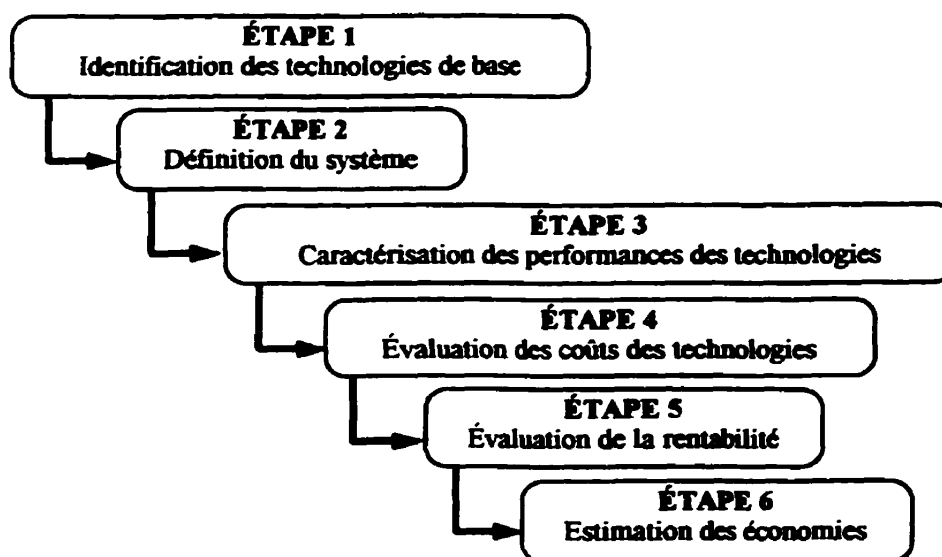 ÉTAPE 1
Identification des technologies de base
ÉTAPE 2
Définition du système
ÉTAPE 3
Caractérisation des performances des technologies
ÉTAPE 4
Évaluation des coûts des technologies
ÉTAPE 5
Évaluation de la rentabilité
ÉTAPE 6
Estimation des économies